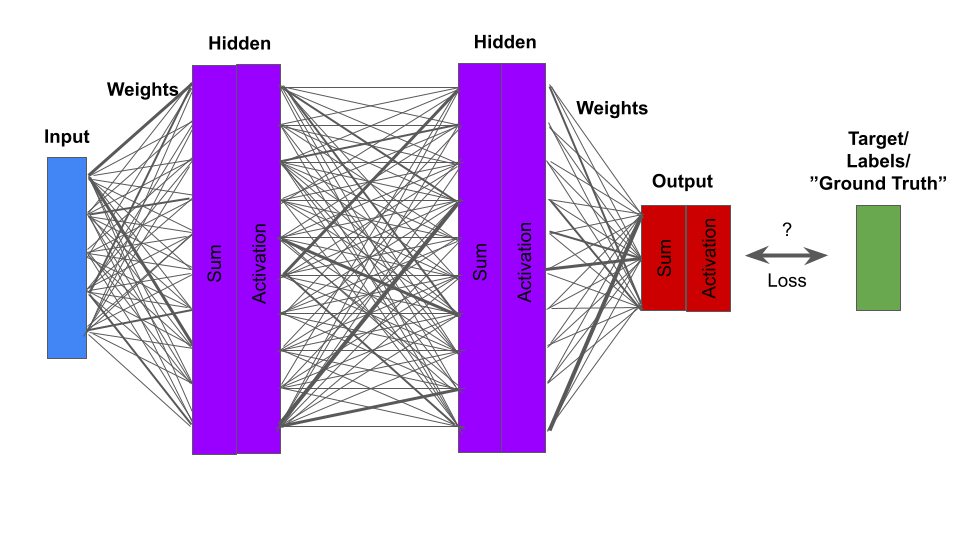 Hidden
Hidden
Weights
Weights
Input
Target/
Labels/
”Ground Truth”
Output
Sum
Activation
Sum
Activation
Sum
Activation
?
Loss